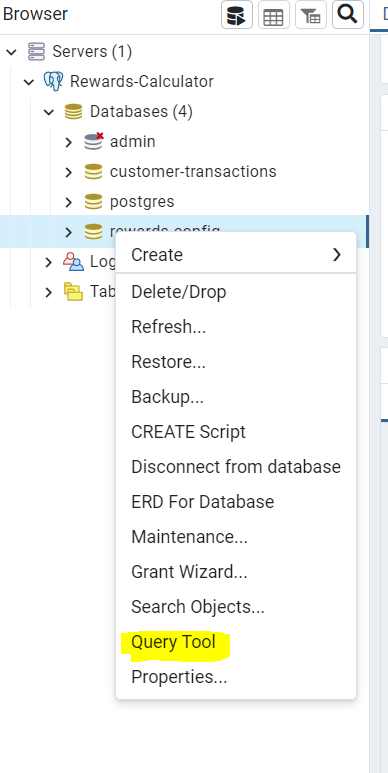 Browser
Servers (1)
Rewards-Calculator
Databases (4)
admin
customer-transactions
postgres
rewards-config
Log
Tab
Create
Delete/Drop
Refresh...
Restore...
Backup...
CREATE Script
Disconnect from database
ERD For Database
Maintenance...
Grant Wizard...
Search Objects...
Query Tool
Properties...